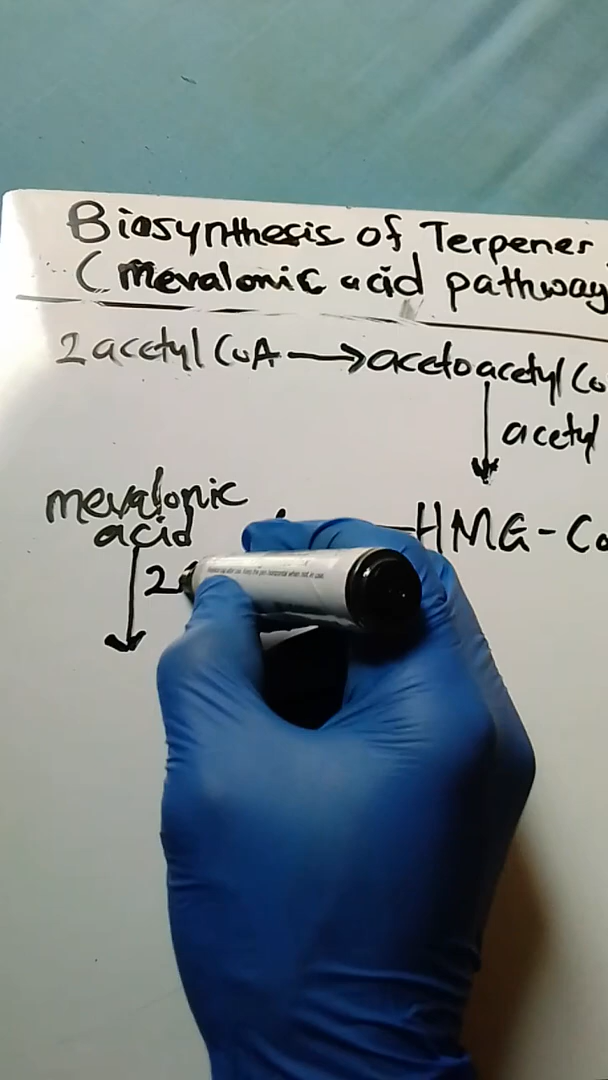 Biosynthesis of Terpener
(mevalonic acid pathway
2 acetyl CoA → acetoacetyl Co
acetyl
mevalonic
acid
HMG-Co
2